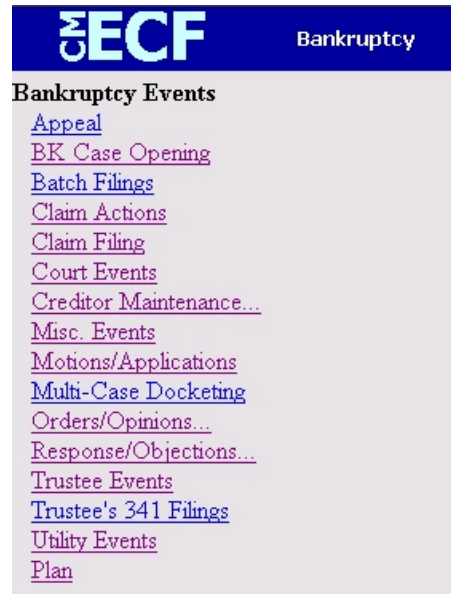 CM ECF Bankruptcy
Bankruptcy Events
Appeal
BK Case Opening
Batch Filings
Claim Actions
Claim Filing
Court Events
Creditor Maintenance...
Misc. Events
Motions/Applications
Multi-Case Docketing
Orders/Opinions...
Response/Objections...
Trustee Events
Trustee's 341 Filings
Utility Events
Plan